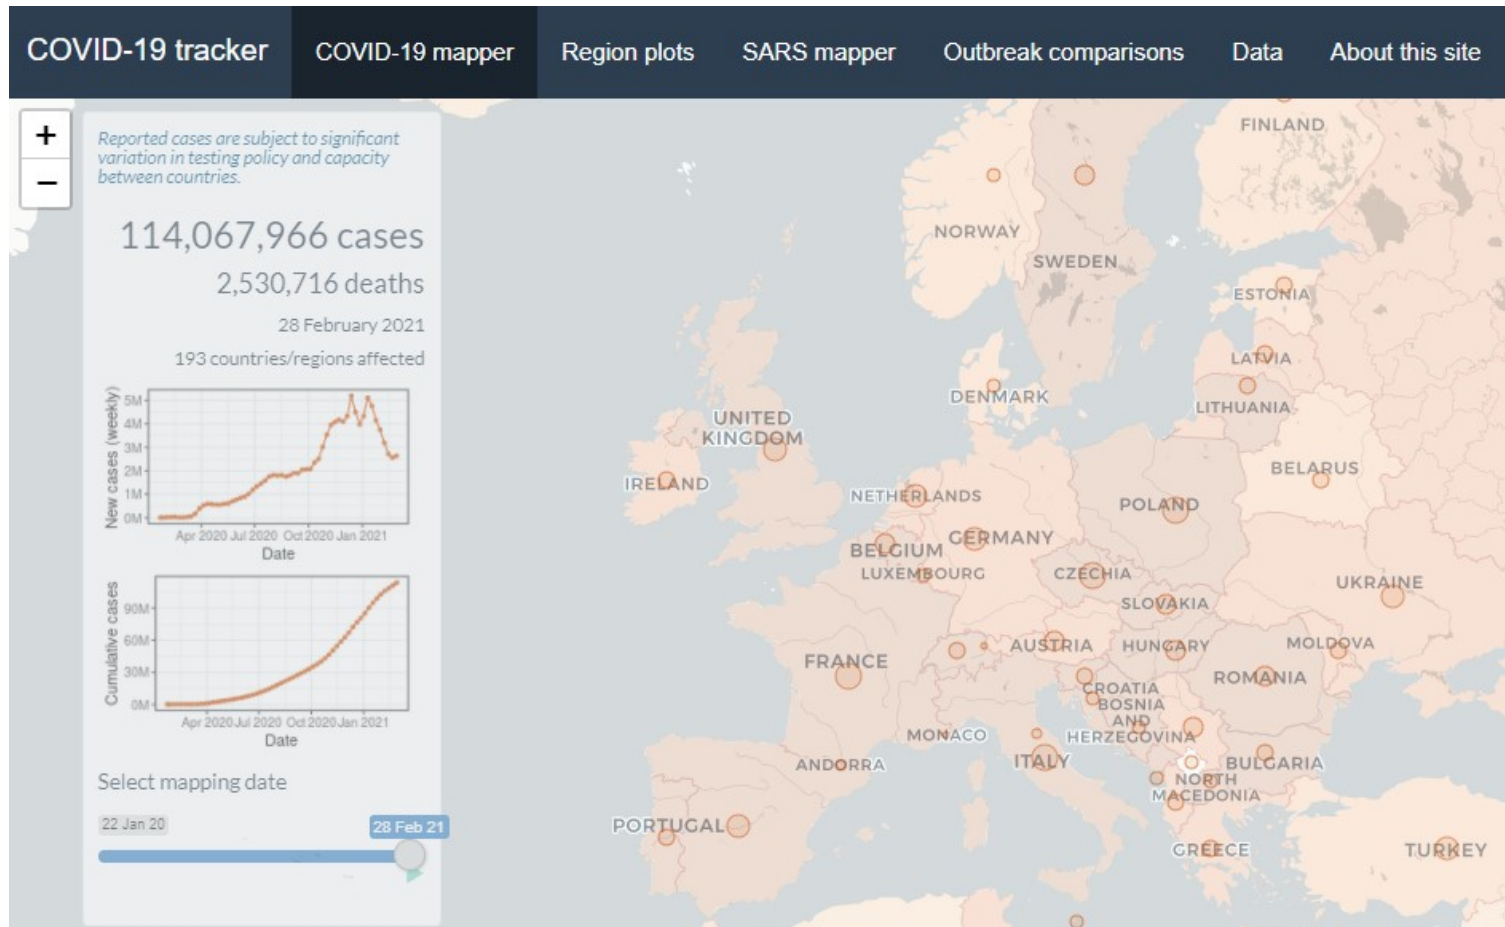 COVID-19 tracker COVID-19 mapper Region plots SARS mapper Outbreak comparisons Data About this site
+
−
Reported cases are subject to significant
variation in testing policy and capacity
between countries.
114,067,966 cases
2,530,716 deaths
28 February 2021
193 countries/regions affected
New cases (weekly)
5M
4M
3M
2M
1M
0M
Apr 2020 Jul 2020 Oct 2020 Jan 2021
Date
Cumulative cases
90M
60M
30M
0M
Apr 2020 Jul 2020 Oct 2020 Jan 2021
Date
Select mapping date
22 Jan 20
28 Feb 21
FINLAND
NORWAY
SWEDEN
ESTONIA
LATVIA
DENMARK
LITHUANIA
UNITED
KINGDOM
IRELAND
BELARUS
NETHERLANDS
POLAND
BELGIUM
GERMANY
LUXEMBOURG
CZECHIA
UKRAINE
SLOVAKIA
AUSTRIA
HUNGARY
MOLDOVA
FRANCE
ROMANIA
CROATIA
BOSNIA
AND
HERZEGOVINA
MONACO
ANDORRA
ITALY
BULGARIA
NORTH
MACEDONIA
PORTUGAL
GREECE
TURKEY